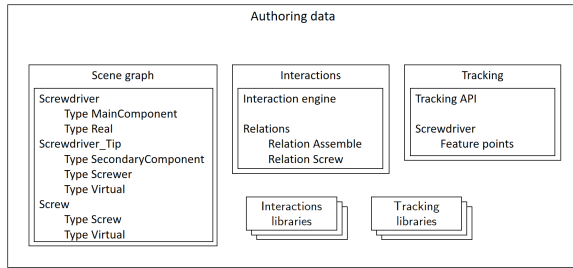 Authoring data
Scene graph
Screwdriver
Type MainComponent
Type Real
Screwdriver_Tip
Type SecondaryComponent
Type Screwer
Type Virtual
Screw
Type Screw
Type Virtual
Interactions
Interaction engine
Relations
Relation Assemble
Relation Screw
Tracking
Tracking API
Screwdriver
Feature points
Interactions
libraries
Tracking
libraries